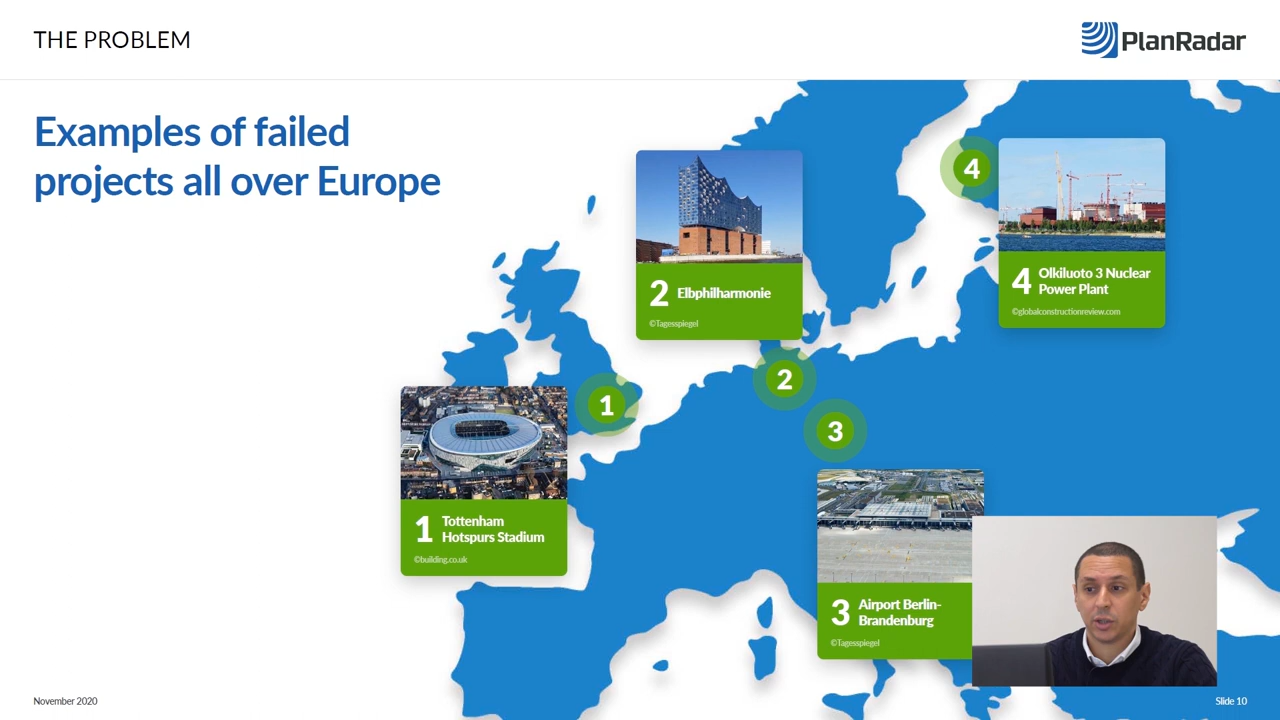 THE PROBLEM
PlanRadar
Examples of failed
projects all over Europe
4
4 Olkiluoto 3 Nuclear
Power Plant
©globalconstructionreview.com
2 Elbphilharmonie
©Tagesspiegel
2
1
3
1 Tottenham
Hotspurs Stadium
©building.co.uk
3 Airport Berlin-
Brandenburg
©Tagesspiegel
November 2020
Slide 10